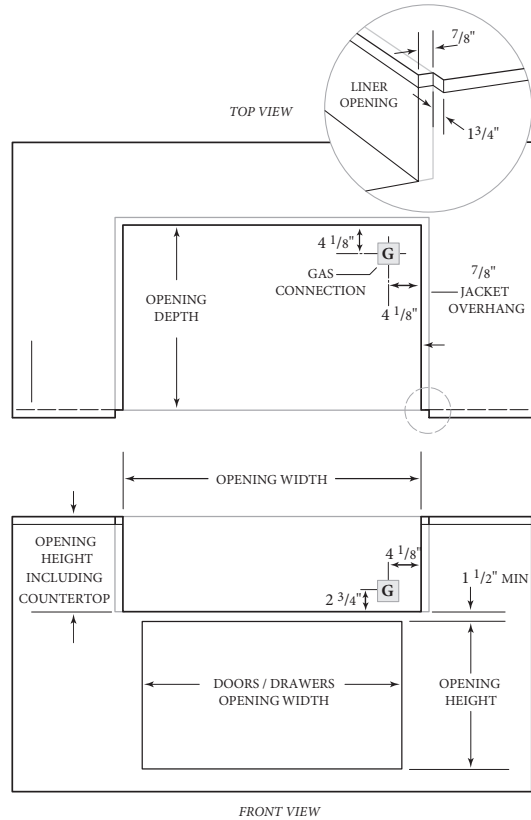 7/8"
LINER
OPENING
1 3/4"
TOP VIEW
4 1/8"
G
GAS
CONNECTION
4 1/8"
7/8"
JACKET
OVERHANG
OPENING
DEPTH
OPENING WIDTH
OPENING
HEIGHT
INCLUDING
COUNTERTOP
4 1/8"
G
2 3/4"
1 1/2" MIN
DOORS / DRAWERS
OPENING WIDTH
OPENING
HEIGHT
FRONT VIEW